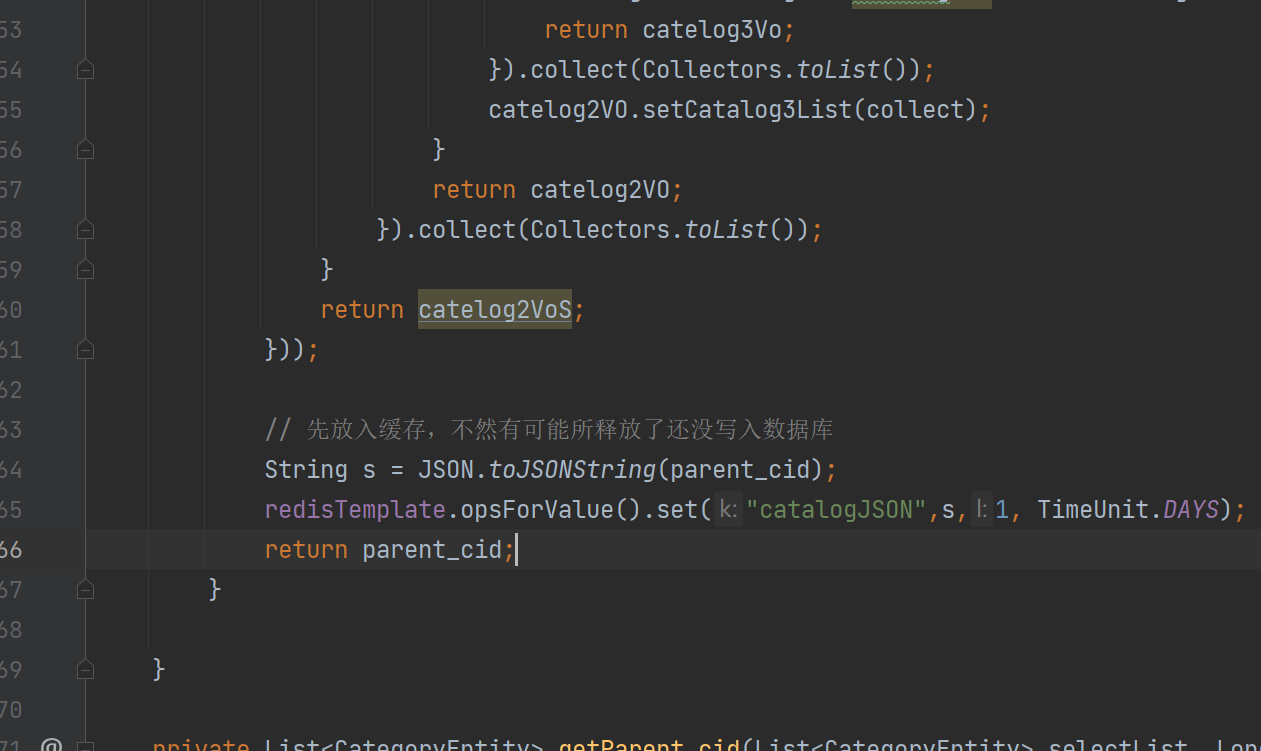 53 return catelog3Vo;
54 }).collect(Collectors.toList());
55 catelog2VO.setCatalog3List(collect);
56 }
57 return catelog2VO;
58 }).collect(Collectors.toList());
59 }
60 return catelog2VoS;
61 }));
62
63 // 先放入缓存，不然有可能所释放了还没写入数据库
64 String s = JSON.toJSONString(parent_cid);
65 redisTemplate.opsForValue().set( k: "catalogJSON",s, l: 1, TimeUnit.DAYS);
66 return parent_cid;
67 }
68
69 }
70
71 @ private List<CategoryEntity> getParent_cid(List<CategoryEntity> selectList, Lon